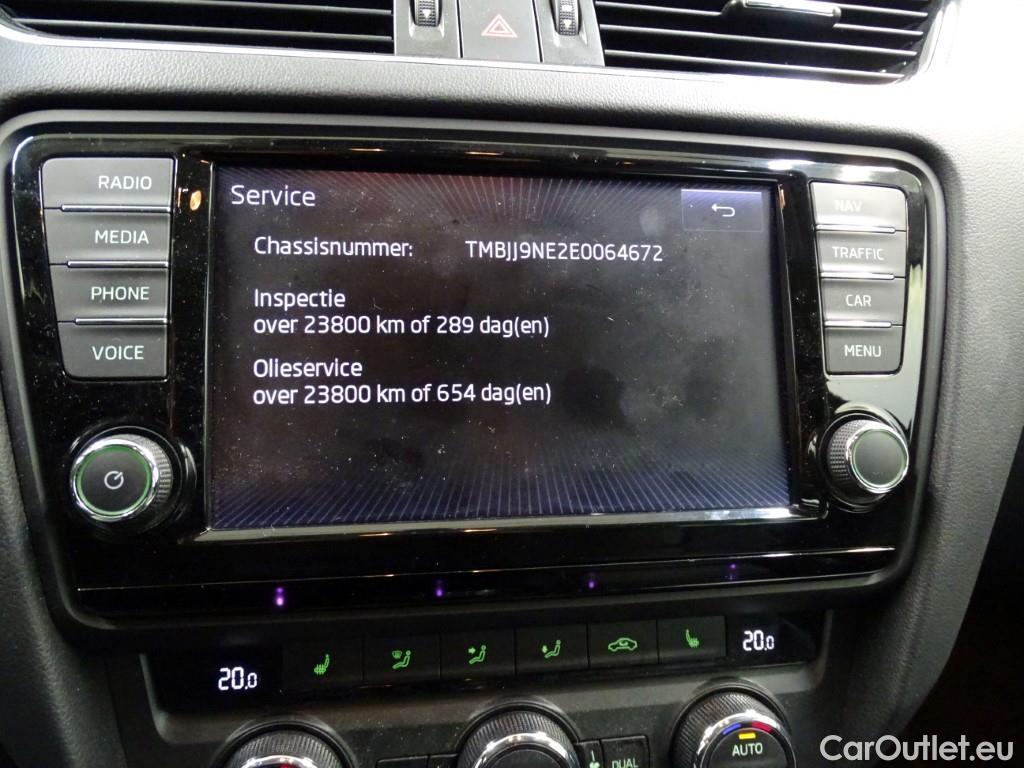 RADIO
MEDIA
PHONE
VOICE
Service
Chassisnummer: TMBJJ9NE2E0064672
Inspectie
over 23800 km of 289 dag(en)
Olieservice
over 23800 km of 654 dag(en)
NAV
TRAFFIC
CAR
MENU
20.0
20.0
DUAL
AUTO
CarOutlet.eu